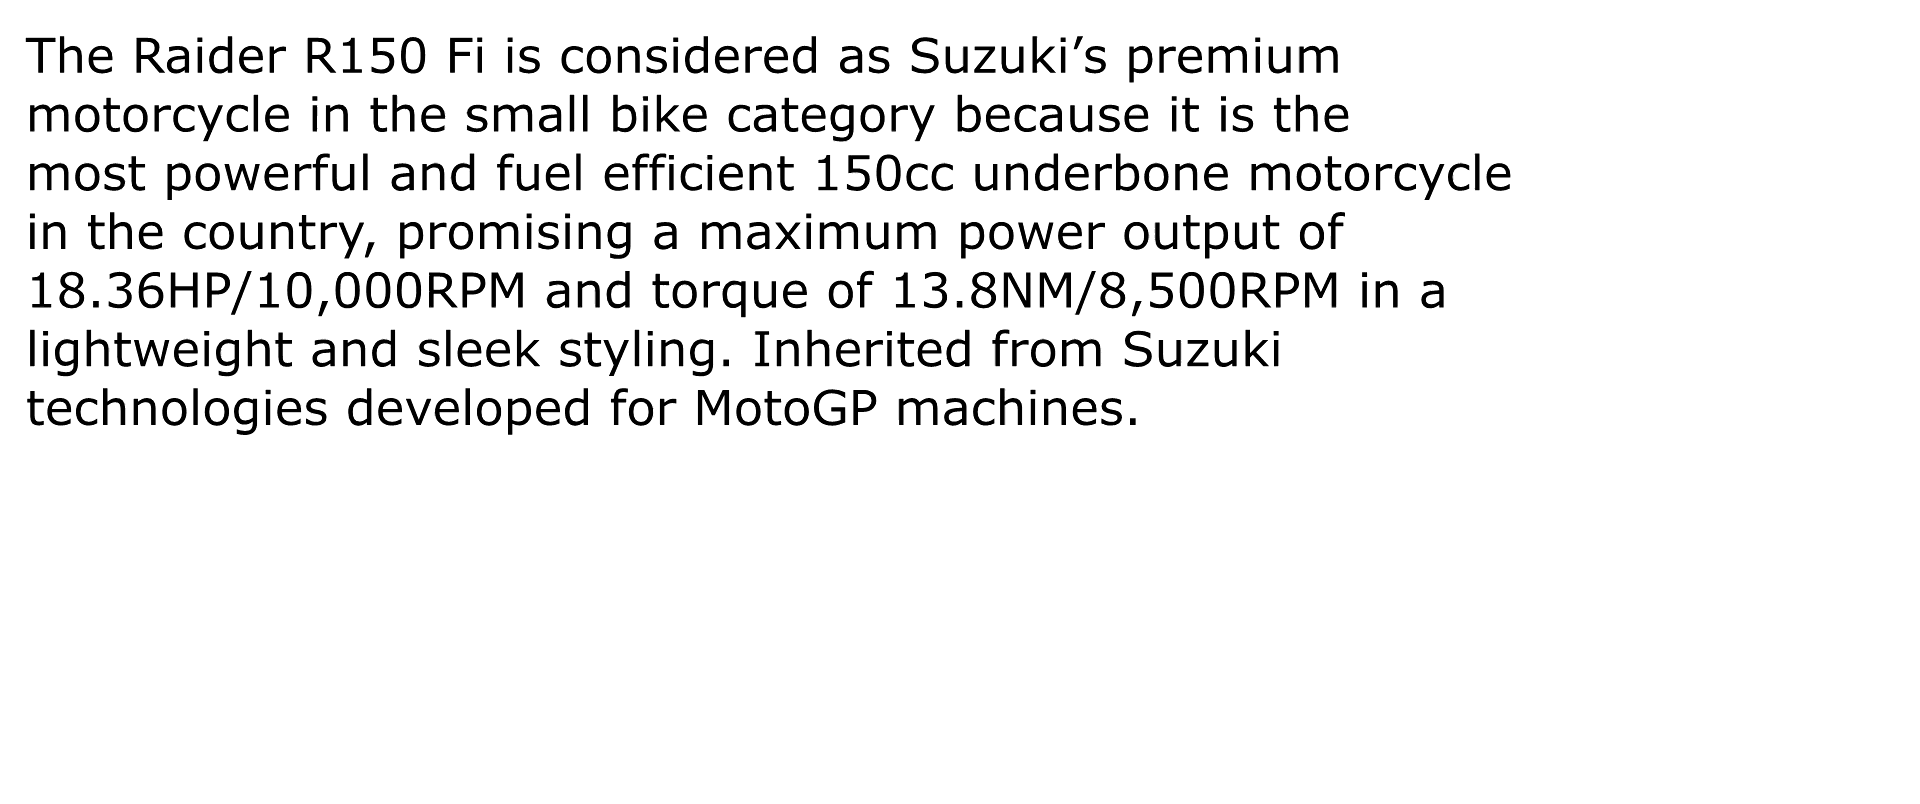 The Raider R150 Fi is considered as Suzuki’s premium
motorcycle in the small bike category because it is the
most powerful and fuel efficient 150cc underbone motorcycle
in the country, promising a maximum power output of
18.36HP/10,000RPM and torque of 13.8NM/8,500RPM in a
lightweight and sleek styling. Inherited from Suzuki
technologies developed for MotoGP machines.